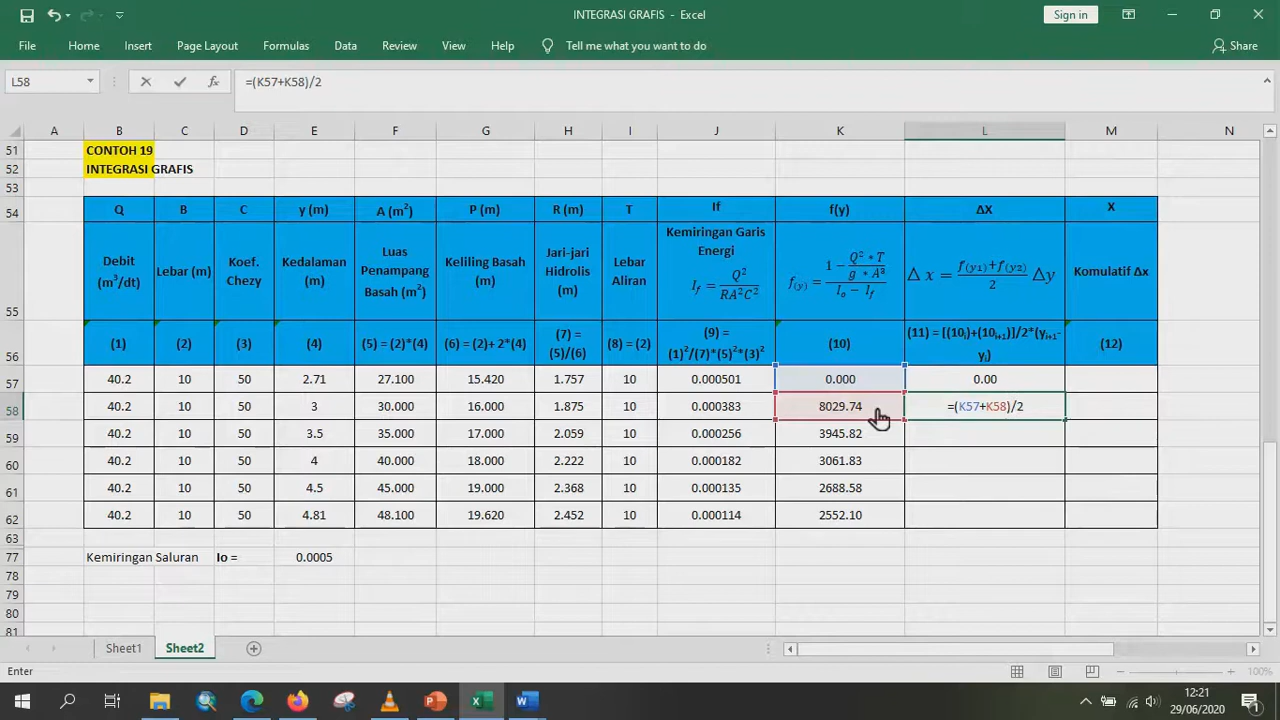 INTEGRASI GRAFIS - Excel
Sign in
File Home Insert Page Layout Formulas Data Review View Help Tell me what you want to do Share
L58 fx =(K57+K58)/2
A B C D E F G H I J K L M N
51 CONTOH 19
52 INTEGRASI GRAFIS
53
54 Q B C y (m) A (m²) P (m) R (m) T If f(y) ΔX X
55 Debit (m³/dt) Lebar (m) Koef. Chezy Kedalaman (m) Luas Penampang Basah (m²) Keliling Basah (m) Jari-jari Hidrolis (m) Lebar Aliran Kemiringan Garis Energi I_f = Q²/RA²C² f_(y) = (1 − (Q² * T)/(g * A³))/(I_o − I_f) Δ x = (f_(y1)+f_(y2))/2 Δy Komulatif Δx
56 (1) (2) (3) (4) (5) = (2)*(4) (6) = (2)+ 2*(4) (7) = (5)/(6) (8) = (2) (9) = (1)²/(7)*(5)²*(3)² (10) (11) = [(10i)+(10i+1)]/2*(yi+1-yi) (12)
57 40.2 10 50 2.71 27.100 15.420 1.757 10 0.000501 0.000 0.00
58 40.2 10 50 3 30.000 16.000 1.875 10 0.000383 8029.74 =(K57+K58)/2
59 40.2 10 50 3.5 35.000 17.000 2.059 10 0.000256 3945.82
60 40.2 10 50 4 40.000 18.000 2.222 10 0.000182 3061.83
61 40.2 10 50 4.5 45.000 19.000 2.368 10 0.000135 2688.58
62 40.2 10 50 4.81 48.100 19.620 2.452 10 0.000114 2552.10
63
77 Kemiringan Saluran Io = 0.0005
78
79
80
81
Sheet1 Sheet2
Enter 100%
12:21
29/06/2020